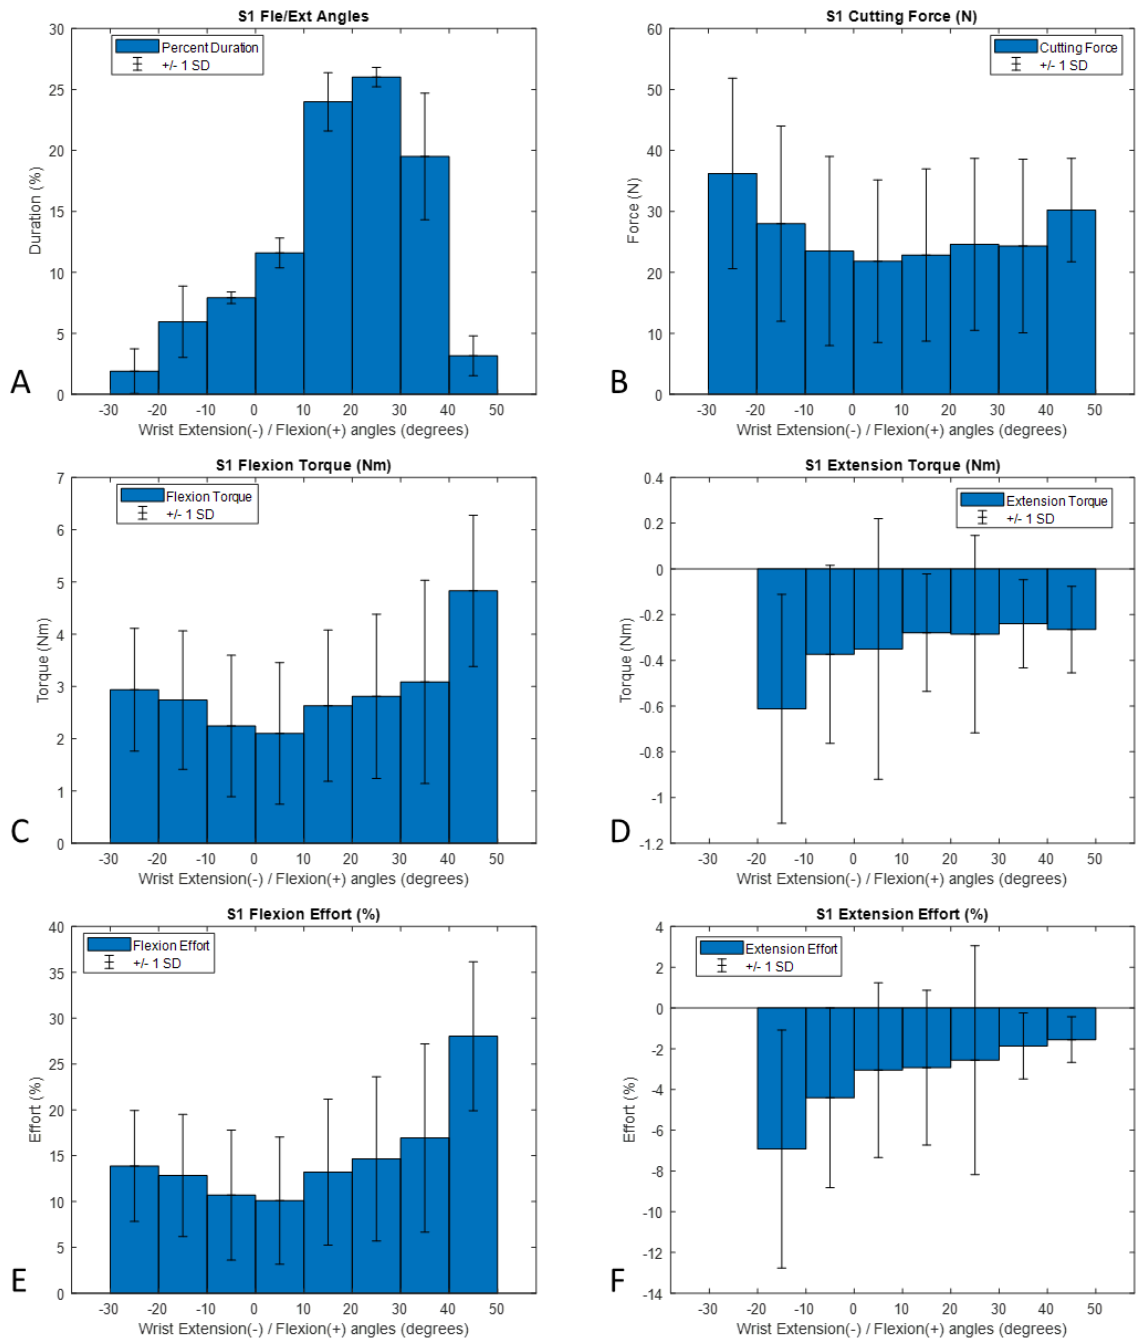 S1 Fle/Ext Angles
Percent Duration
+/- 1 SD
30
25
20
15
10
5
0
Duration (%)
-30 -20 -10 0 10 20 30 40 50
Wrist Extension(-) / Flexion(+) angles (degrees)
A
S1 Cutting Force (N)
Cutting Force
+/- 1 SD
60
50
40
30
20
10
0
Force (N)
-30 -20 -10 0 10 20 30 40 50
Wrist Extension(-) / Flexion(+) angles (degrees)
B
S1 Flexion Torque (Nm)
Flexion Torque
+/- 1 SD
7
6
5
4
3
2
1
0
Torque (Nm)
-30 -20 -10 0 10 20 30 40 50
Wrist Extension(-) / Flexion(+) angles (degrees)
C
S1 Extension Torque (Nm)
Extension Torque
+/- 1 SD
0.4
0.2
0
-0.2
-0.4
-0.6
-0.8
-1
-1.2
Torque (Nm)
-30 -20 -10 0 10 20 30 40 50
Wrist Extension(-) / Flexion(+) angles (degrees)
D
S1 Flexion Effort (%)
Flexion Effort
+/- 1 SD
40
35
30
25
20
15
10
5
0
Effort (%)
-30 -20 -10 0 10 20 30 40 50
Wrist Extension(-) / Flexion(+) angles (degrees)
E
S1 Extension Effort (%)
Extension Effort
+/- 1 SD
4
2
0
-2
-4
-6
-8
-10
-12
-14
Effort (%)
-30 -20 -10 0 10 20 30 40 50
Wrist Extension(-) / Flexion(+) angles (degrees)
F